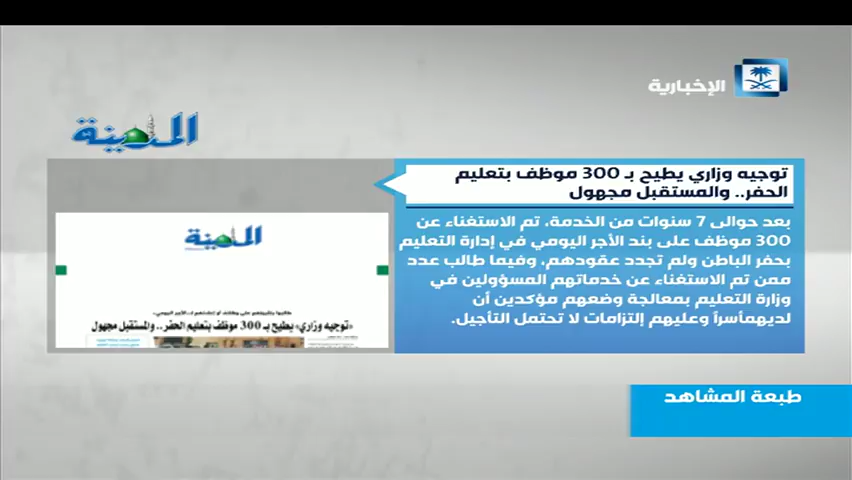 الإخبارية
المدينة
توجيه وزاري يطيح بـ 300 موظف بتعليم
الحفر.. والمستقبل مجهول
بعد حوالى 7 سنوات من الخدمة، تم الاستغناء عن
300 موظف على بند الأجر اليومي في إدارة التعليم
بحفر الباطن ولم تجدد عقودهم، وفيما طالب عدد
ممن تم الاستغناء عن خدماتهم المسؤولين في
وزارة التعليم بمعالجة وضعهم مؤكدين أن
لديهمأسراً وعليهم إلتزامات لا تحتمل التأجيل.
المدينة
«توجيه وزاري» يطيح بـ 300 موظف بتعليم الحفر.. والمستقبل مجهول
طبعة المشاهد